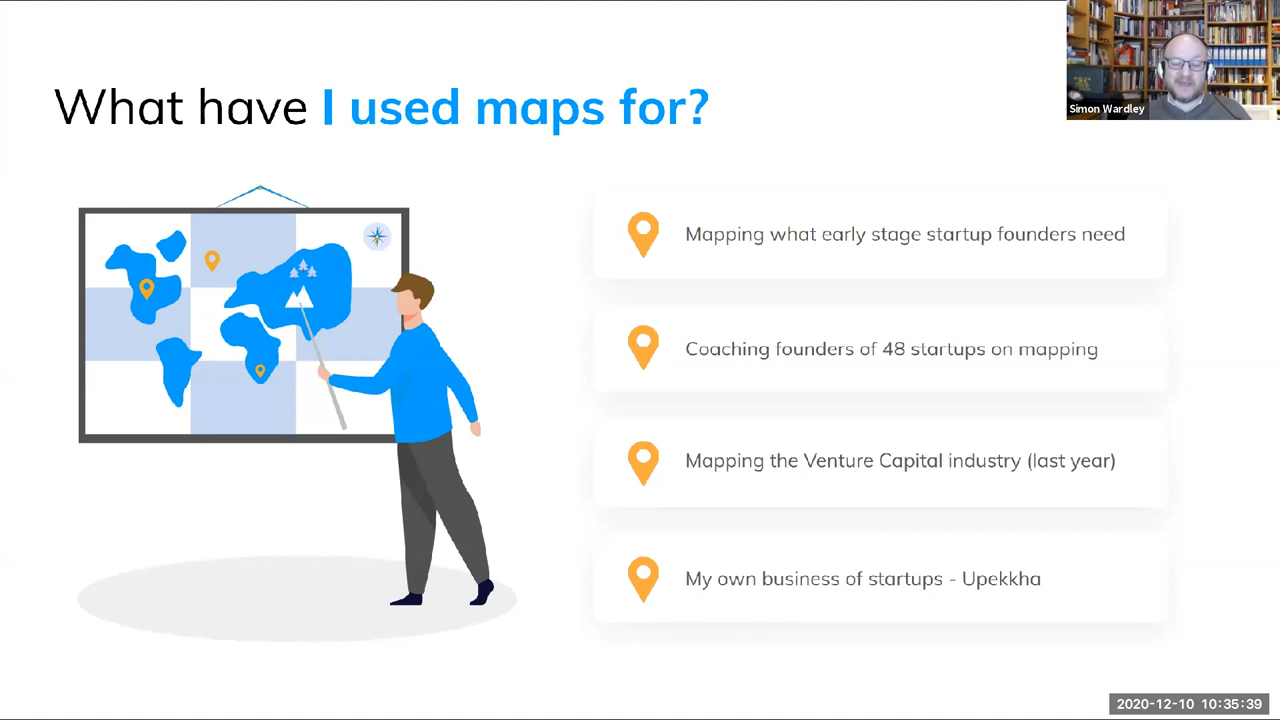 What have I used maps for?
Simon Wardley
Mapping what early stage startup founders need
Coaching founders of 48 startups on mapping
Mapping the Venture Capital industry (last year)
My own business of startups - Upekkha
2020-12-10 10:35:39